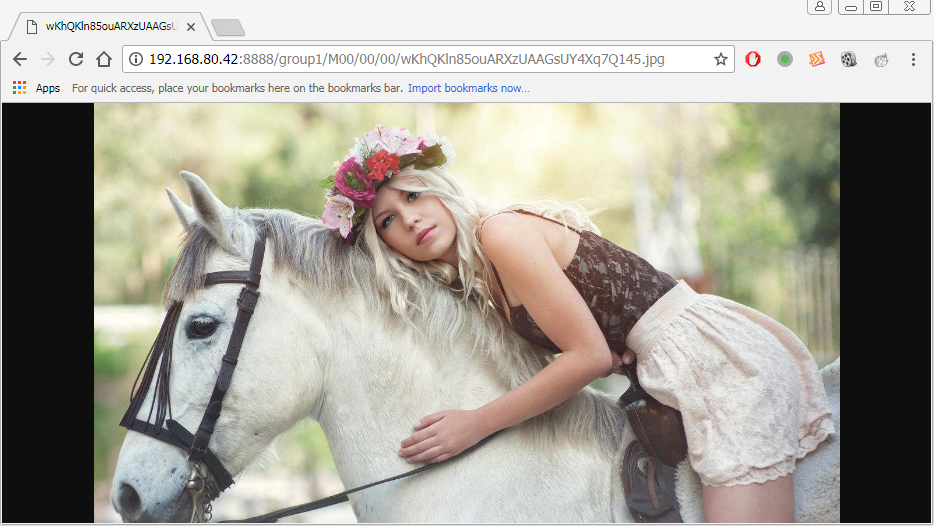 wKhQKln85ouARXzUAAGsU
192.168.80.42:8888/group1/M00/00/00/wKhQKln85ouARXzUAAGsUY4Xq7Q145.jpg
Apps For quick access, place your bookmarks here on the bookmarks bar. Import bookmarks now...